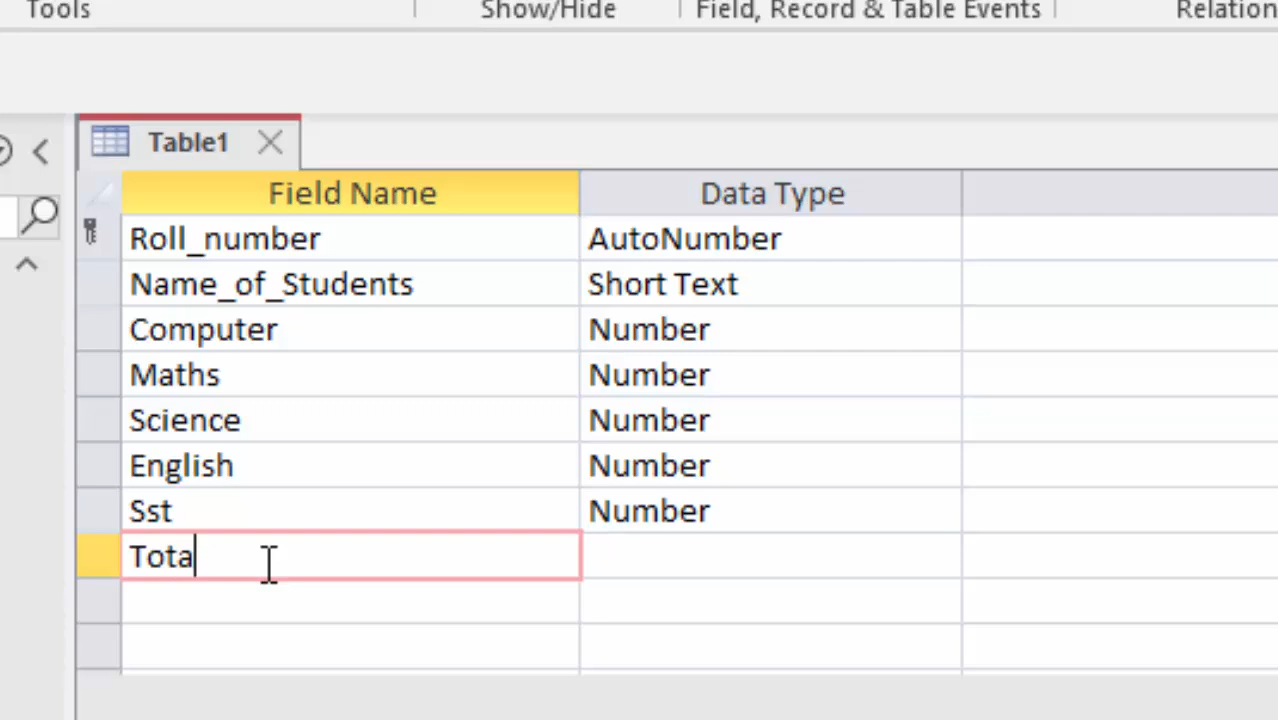 Tools Show/Hide Field, Record & Table Events Relation
Table1
Field Name Data Type
Roll_number AutoNumber
Name_of_Students Short Text
Computer Number
Maths Number
Science Number
English Number
Sst Number
Tota